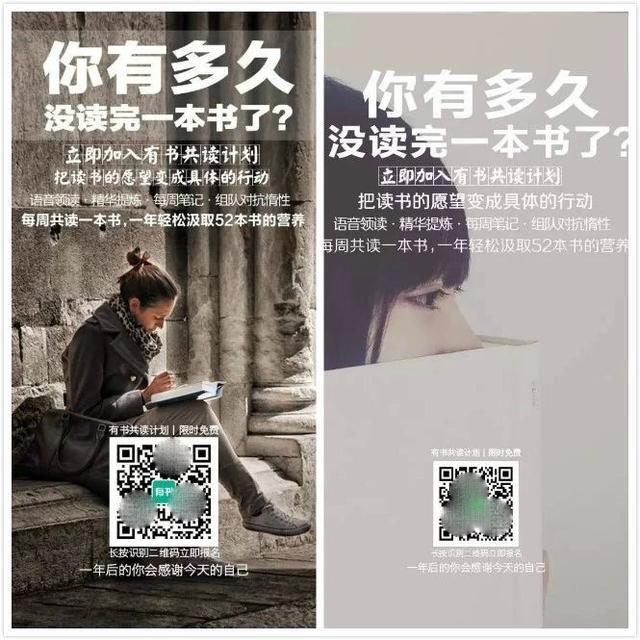 你有多久
没读完一本书了?
立即加入有书共读计划
把读书的愿望变成具体的行动
语音领读·精华提炼·每周笔记·组队对抗惰性
每周共读一本书,一年轻松汲取52本书的营养
有书共读计划|限时免费
有书
长按识别二维码立即报名
一年后的你会感谢今天的自己
你有多久
没读完一本书了?
立即加入有书共读计划
把读书的愿望变成具体的行动
语音领读·精华提炼·每周笔记·组队对抗惰性
每周共读一本书,一年轻松汲取52本书的营养
有书共读计划|限时免费
长按识别二维码立即报名
一年后的你会感谢今天的自己